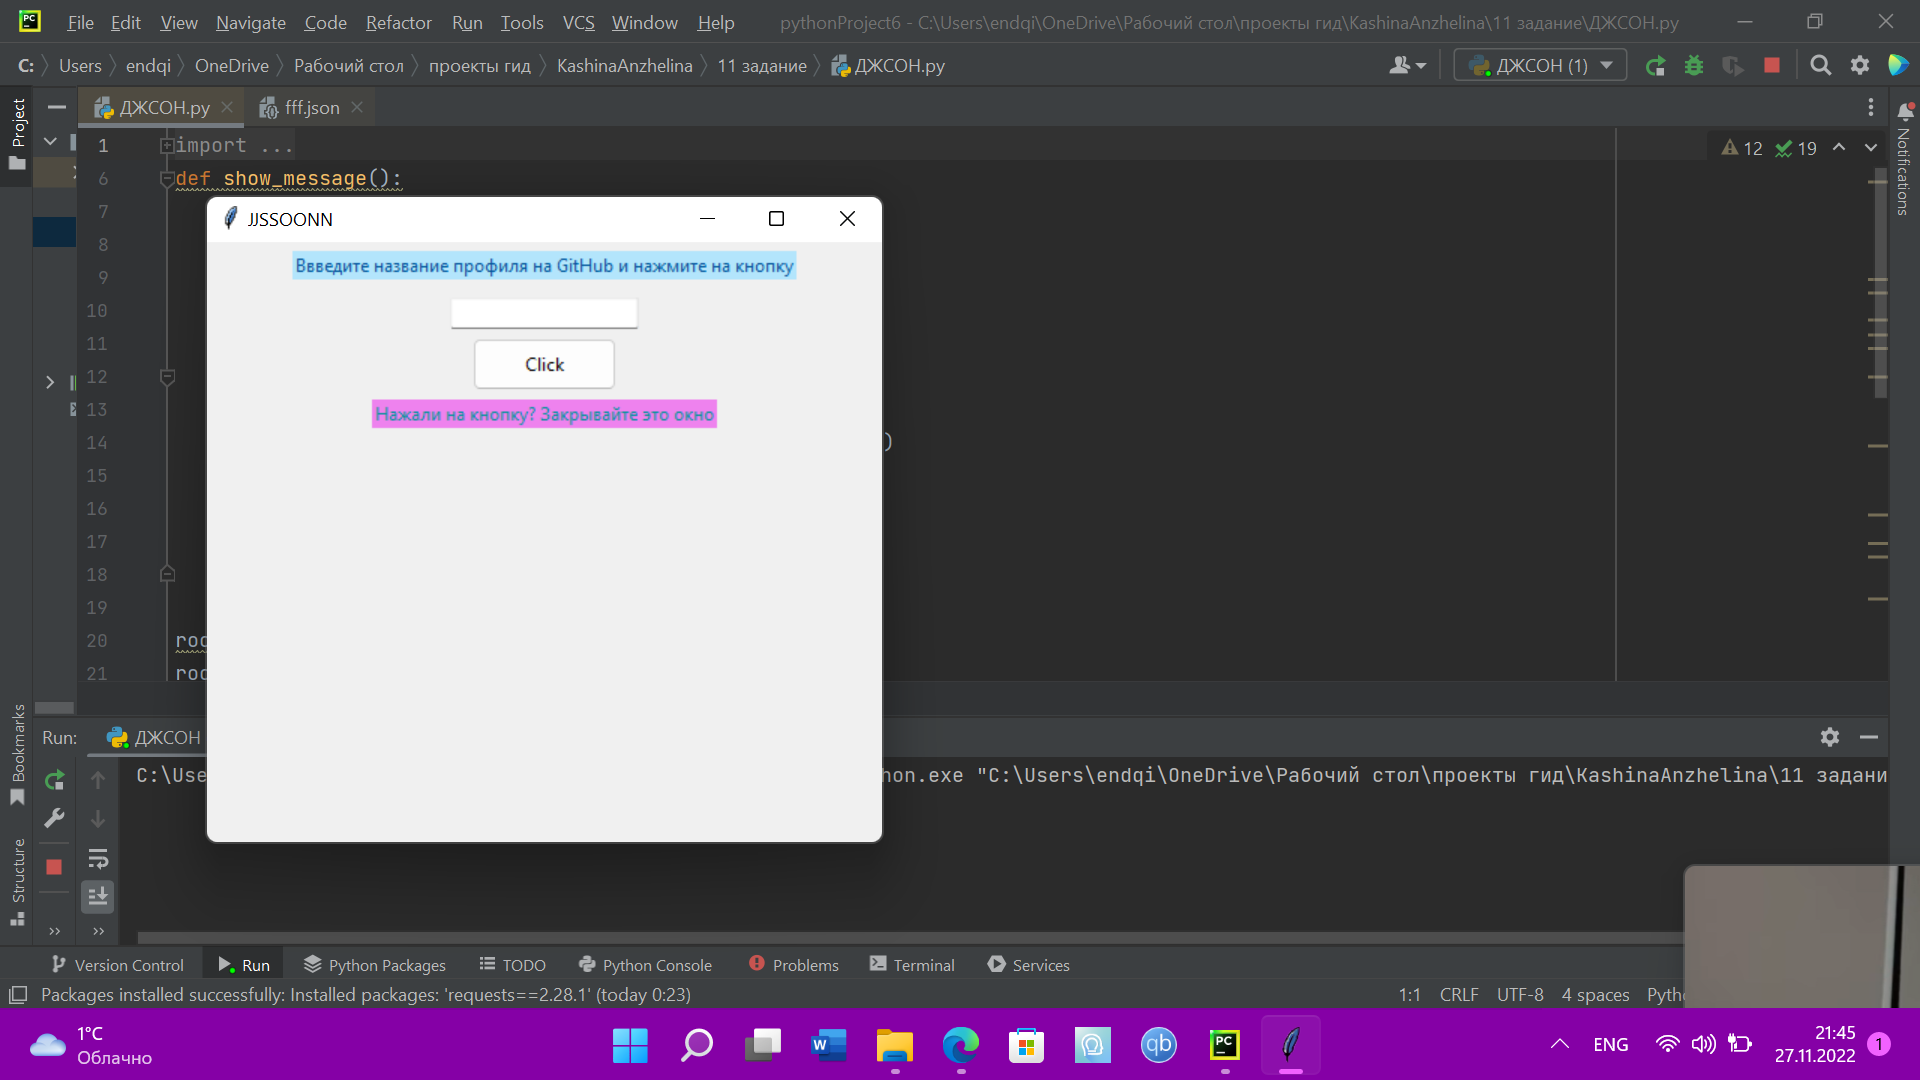 File Edit View Navigate Code Refactor Run Tools VCS Window Help pythonProject6 - C:\Users\endqi\OneDrive\Рабочий стол\проекты гид\KashinaAnzhelina\11 задание\ДЖСОН.py
C: Users endqi OneDrive Рабочий стол проекты гид KashinaAnzhelina 11 задание ДЖСОН.py ДЖСОН (1)
Project
ДЖСОН.py fff.json
1 import ... 12 19
6 def show_message():
7
8
9
10
11
12
13
14 )
15
16
17
18
19
20 roo
21 roo
JJSSOONN
Ввведите название профиля на GitHub и нажмите на кнопку
Click
Нажали на кнопку? Закрывайте это окно
Notifications
Bookmarks
Structure
Run: ДЖСОН
C:\Use hon.exe "C:\Users\endqi\OneDrive\Рабочий стол\проекты гид\KashinaAnzhelina\11 задани
Version Control Run Python Packages TODO Python Console Problems Terminal Services
Packages installed successfully: Installed packages: 'requests==2.28.1' (today 0:23) 1:1 CRLF UTF-8 4 spaces Pyth
1°C
Облачно
W
qb
PC
ENG
21:45
27.11.2022
1